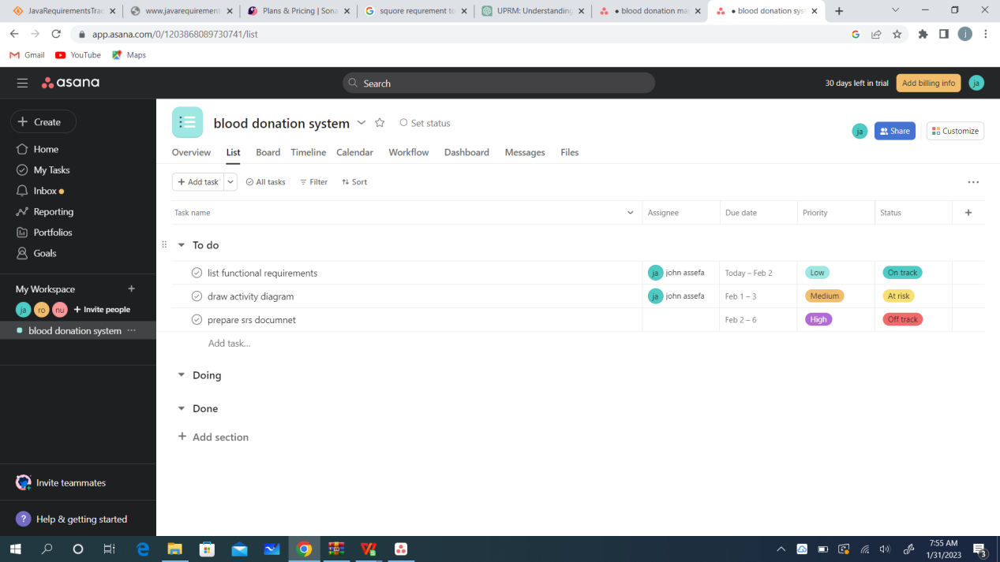 JavaRequirementsTrac
www.javarequirement
Plans & Pricing | Sona
squore requrement to
UPRM: Understanding
• blood donation ma
• blood donation sys
app.asana.com/0/1203868089730741/list
j
Gmail
YouTube
Maps
asana
Search
30 days left in trial
Add billing info
ja
Create
Home
My Tasks
Inbox
Reporting
Portfolios
Goals
My Workspace
ja
ro
nu
Invite people
blood donation system
Invite teammates
? Help & getting started
blood donation system
Set status
ja
Share
Customize
Overview
List
Board
Timeline
Calendar
Workflow
Dashboard
Messages
Files
+ Add task
All tasks
Filter
Sort
Task name
Assignee
Due date
Priority
Status
To do
list functional requirements
ja john assefa
Today – Feb 2
Low
On track
draw activity diagram
ja john assefa
Feb 1 – 3
Medium
At risk
prepare srs documnet
Feb 2 – 6
High
Off track
Add task...
Doing
Done
+ Add section
7:55 AM
1/31/2023
3